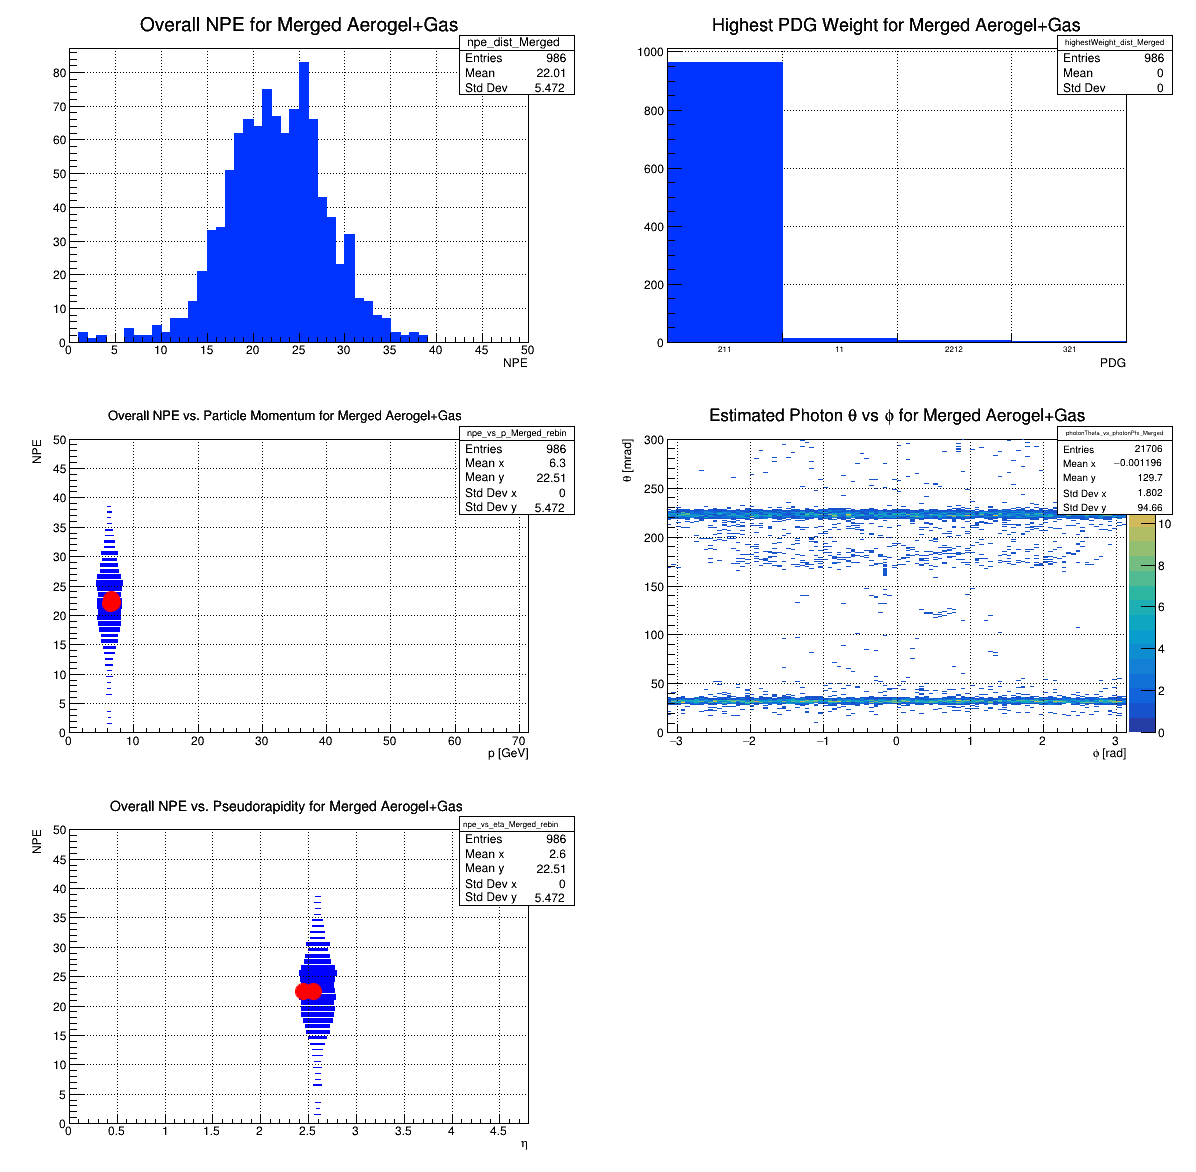 Overall NPE for Merged Aerogel+Gas
npe_dist_Merged
Entries 986
Mean 22.01
Std Dev 5.472
80
70
60
50
40
30
20
10
0
0 5 10 15 20 25 30 35 40 45 50
NPE
Highest PDG Weight for Merged Aerogel+Gas
highestWeight_dist_Merged
Entries 986
Mean 0
Std Dev 0
1000
800
600
400
200
0
211 11 2212 321
PDG
Overall NPE vs. Particle Momentum for Merged Aerogel+Gas
npe_vs_p_Merged_rebin
Entries 986
Mean x 6.3
Mean y 22.51
Std Dev x 0
Std Dev y 5.472
NPE
50
45
40
35
30
25
20
15
10
5
0
0 10 20 30 40 50 60 70
p [GeV]
Estimated Photon θ vs ϕ for Merged Aerogel+Gas
photonTheta_vs_photonPhi_Merged
Entries 21706
Mean x −0.001196
Mean y 129.7
Std Dev x 1.802
Std Dev y 94.66
θ [mrad]
300
250
200
150
100
50
0
−3 −2 −1 0 1 2 3
ϕ [rad]
10
8
6
4
2
0
Overall NPE vs. Pseudorapidity for Merged Aerogel+Gas
npe_vs_eta_Merged_rebin
Entries 986
Mean x 2.6
Mean y 22.51
Std Dev x 0
Std Dev y 5.472
NPE
50
45
40
35
30
25
20
15
10
5
0
0 0.5 1 1.5 2 2.5 3 3.5 4 4.5
η